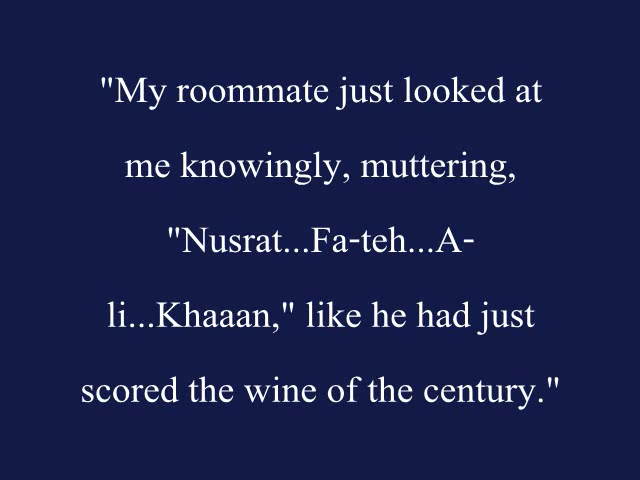 "My roommate just looked at
me knowingly, muttering,
"Nusrat...Fa-teh...A-
li...Khaaan," like he had just
scored the wine of the century."